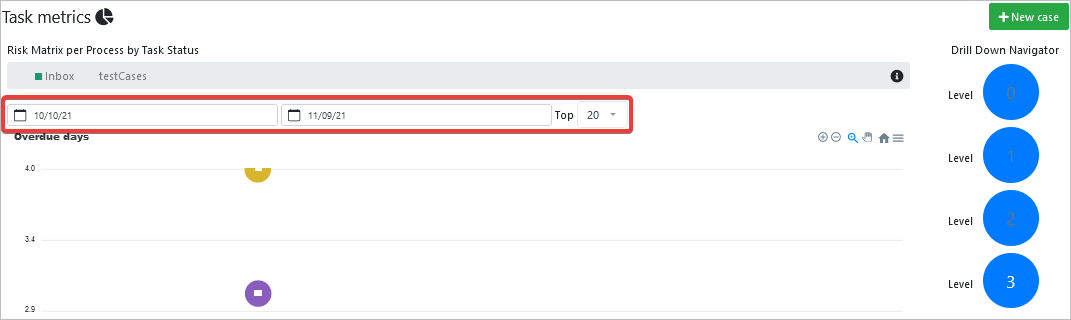 Task metrics
+ New case
Risk Matrix per Process by Task Status
Drill Down Navigator
Inbox testCases
10/10/21 11/09/21 Top 20
Overdue days
4.0
3.4
2.9
Level 0
Level 1
Level 2
Level 3